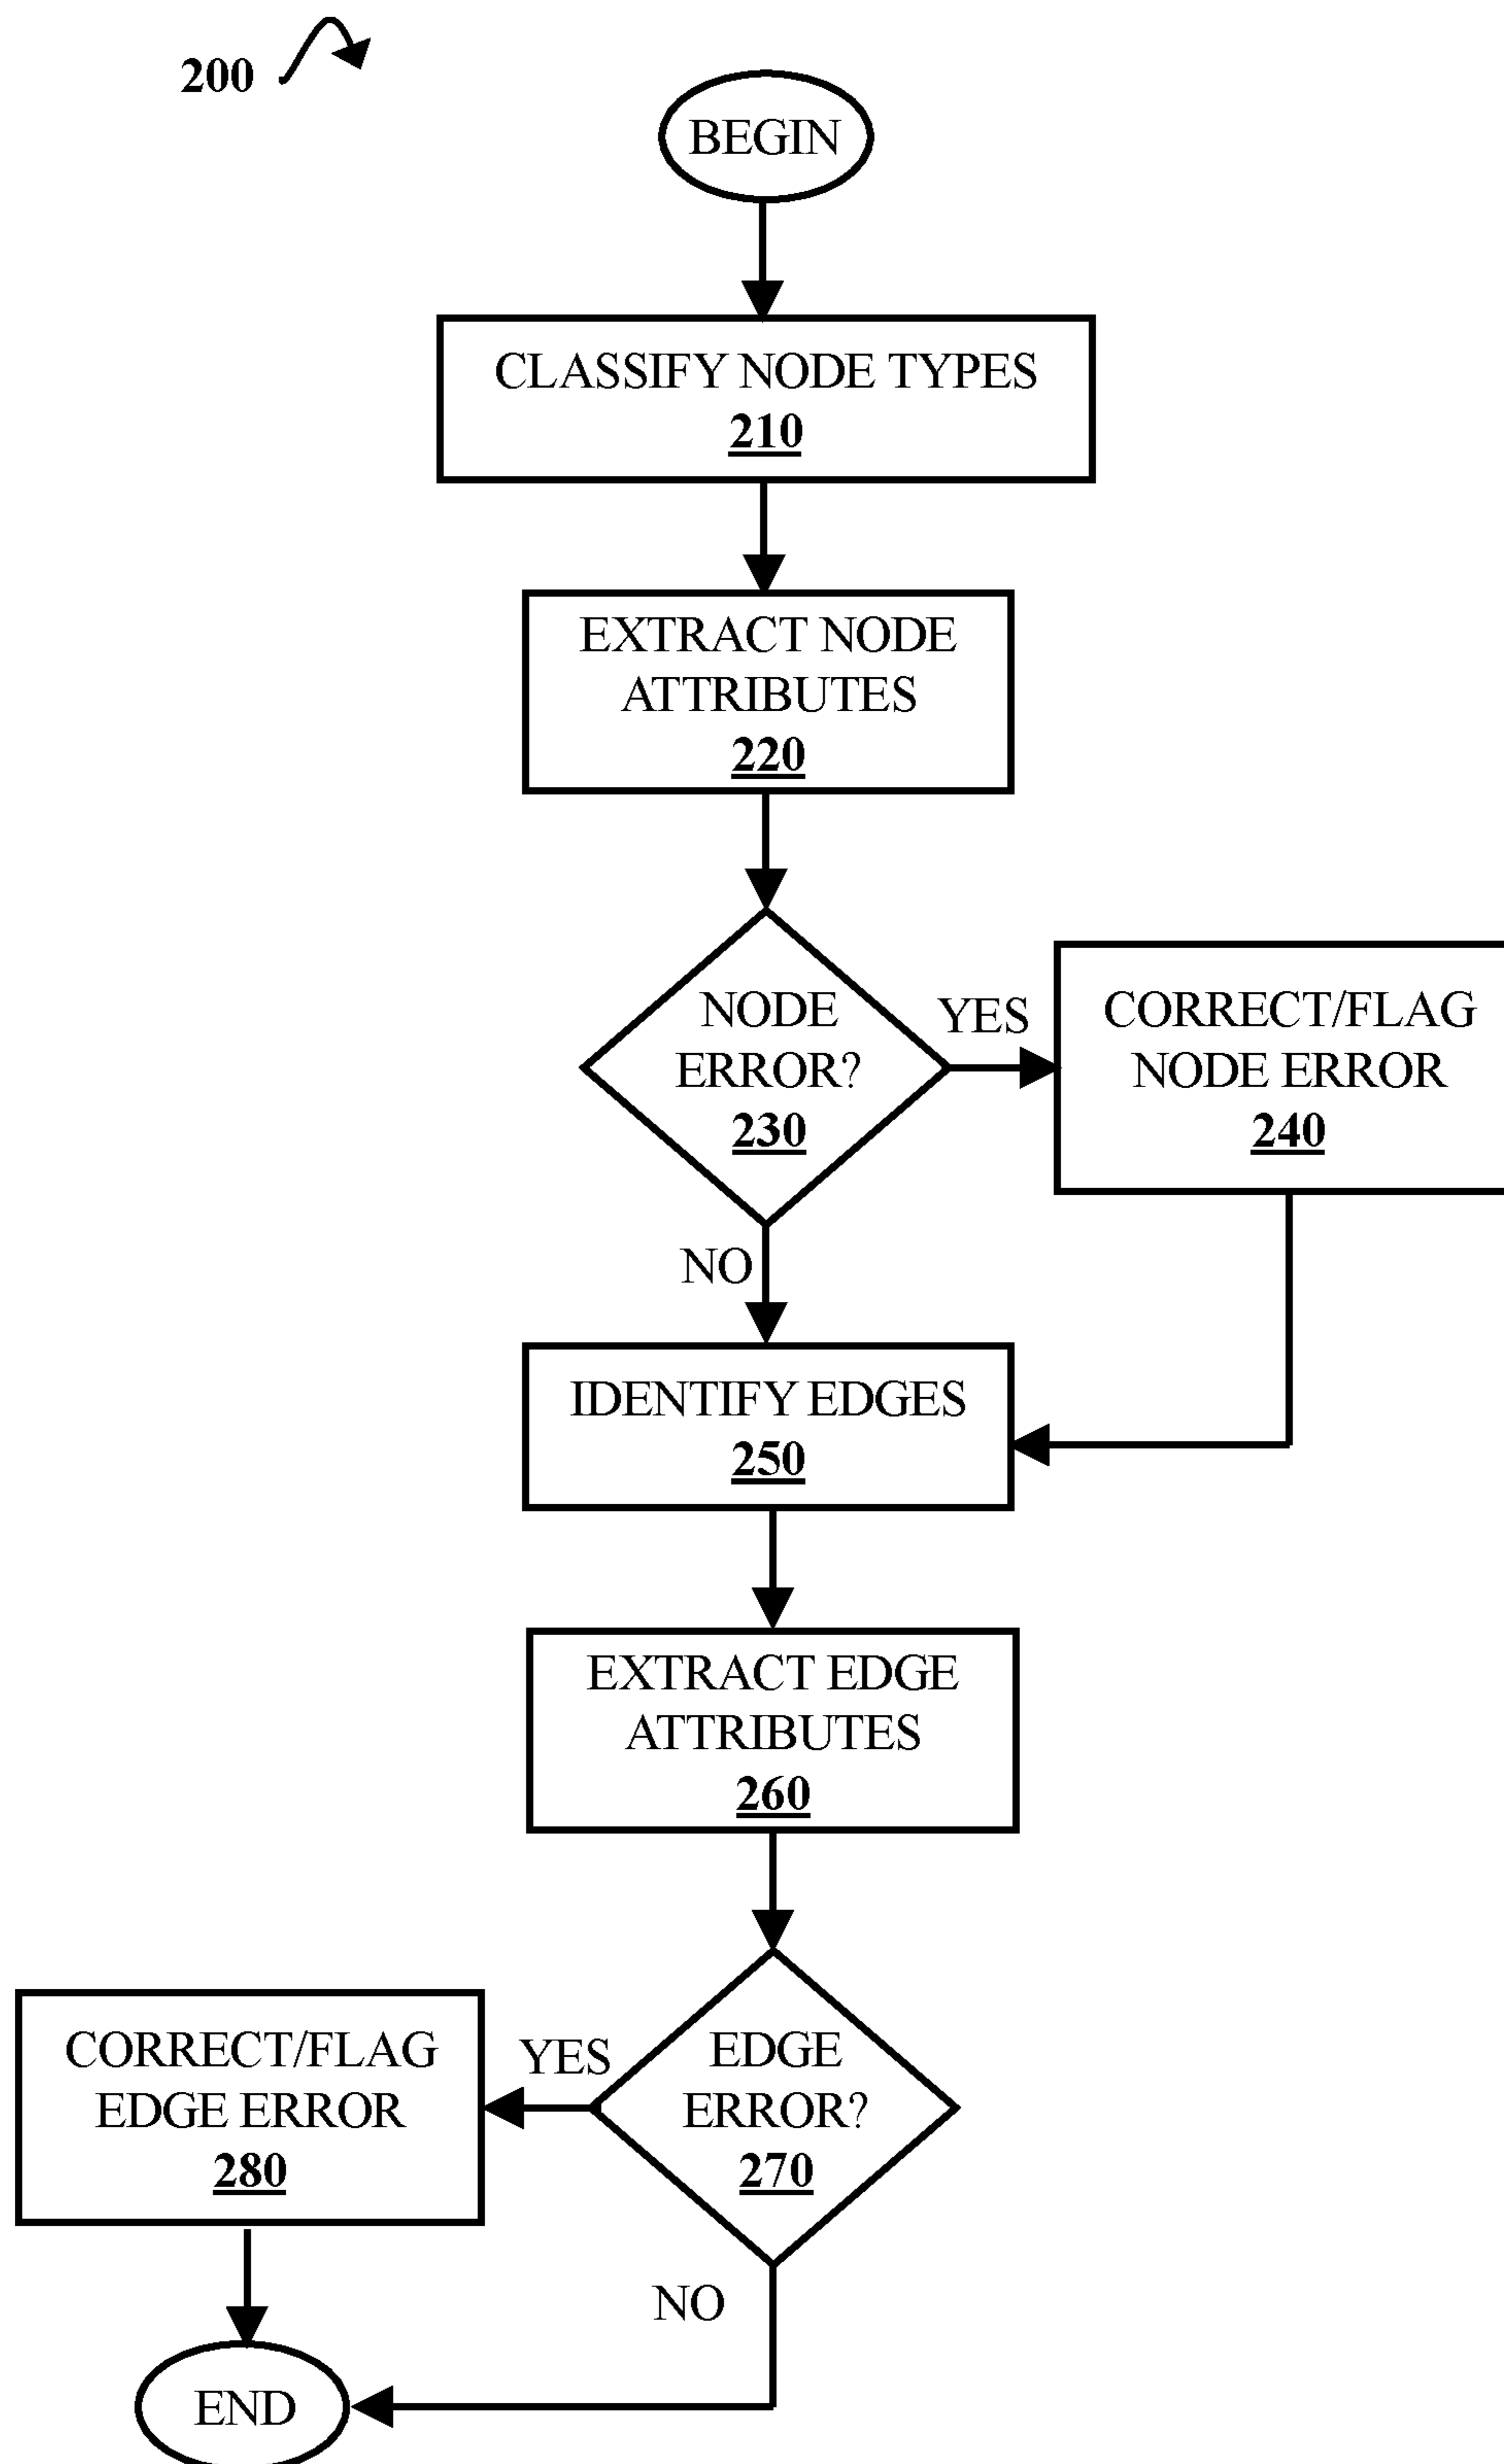 200
BEGIN
CLASSIFY NODE TYPES
210
EXTRACT NODE
ATTRIBUTES
220
NODE
ERROR?
230
YES
CORRECT/FLAG
NODE ERROR
240
NO
IDENTIFY EDGES
250
EXTRACT EDGE
ATTRIBUTES
260
EDGE
ERROR?
270
YES
CORRECT/FLAG
EDGE ERROR
280
NO
END